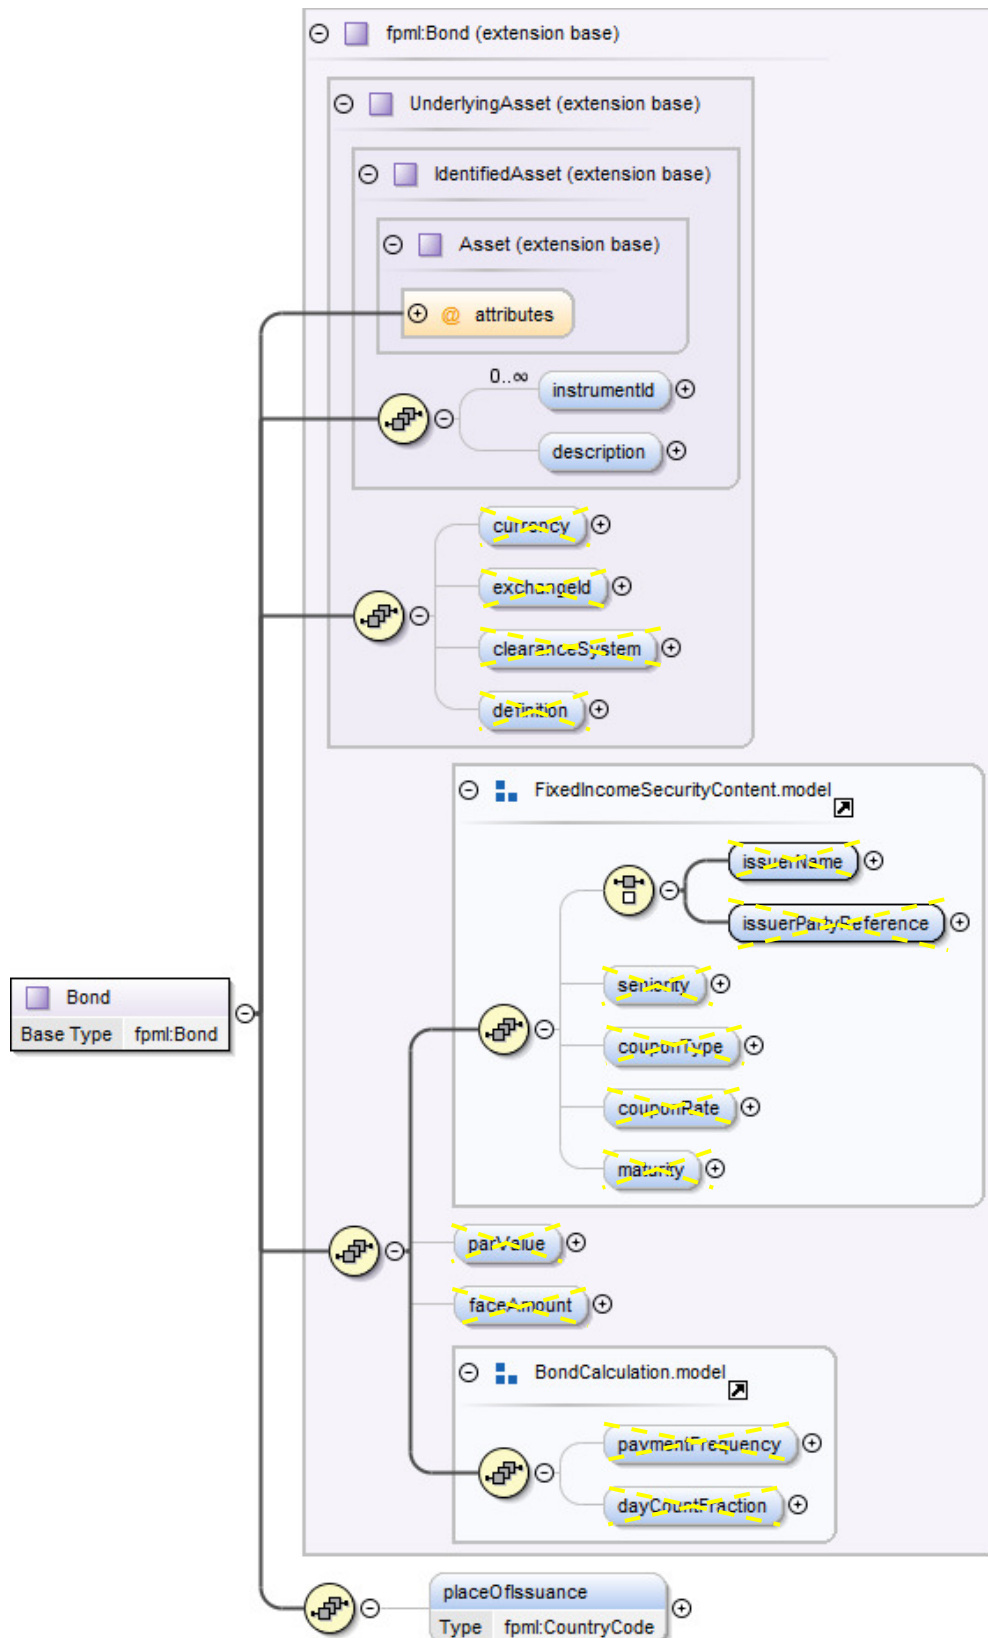 fpml:Bond (extension base)
UnderlyingAsset (extension base)
IdentifiedAsset (extension base)
Asset (extension base)
@ attributes
0..∞
instrumentId
description
currency
exchangeId
clearanceSystem
definition
FixedIncomeSecurityContent.model
issuerName
issuerPartyReference
seniority
couponType
couponRate
maturity
Bond
Base Type fpml:Bond
parValue
faceAmount
BondCalculation.model
paymentFrequency
dayCountFraction
placeOfIssuance
Type fpml:CountryCode